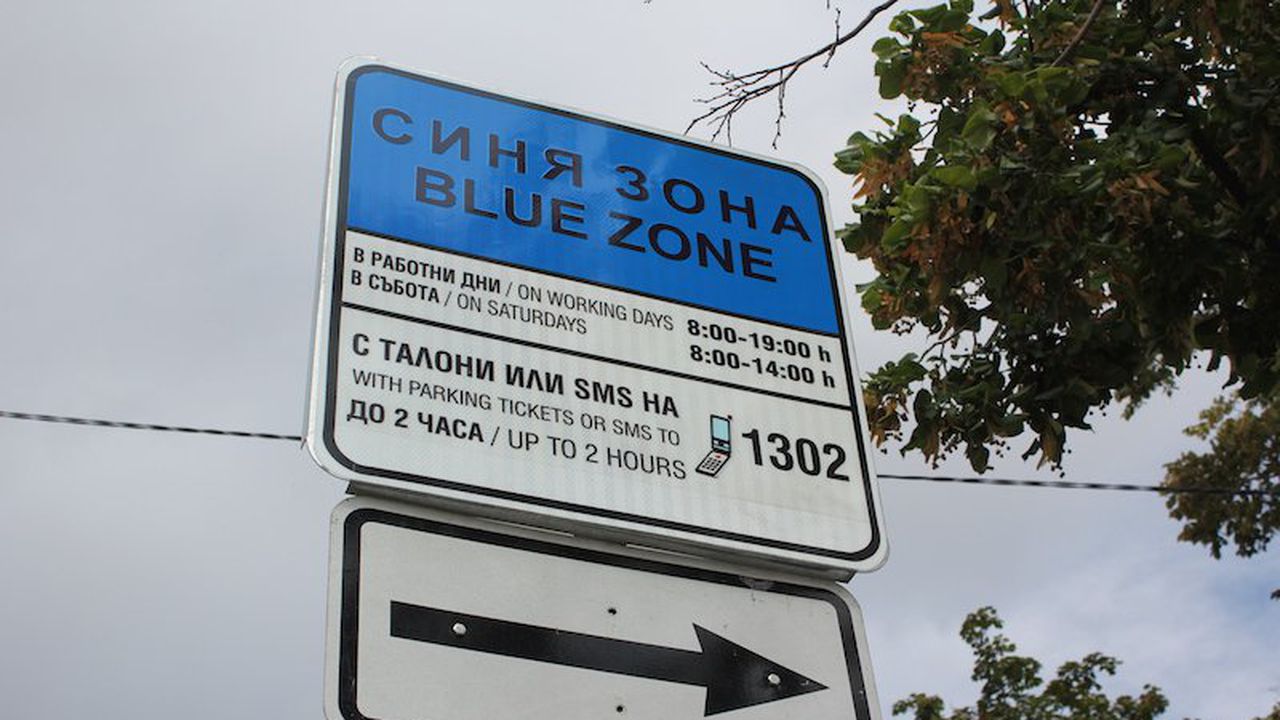 СИНЯ ЗОНА
BLUE ZONE
В РАБОТНИ ДНИ / ON WORKING DAYS 8:00-19:00 h
В СЪБОТА / ON SATURDAYS 8:00-14:00 h
С ТАЛОНИ ИЛИ SMS НА
WITH PARKING TICKETS OR SMS TO 1302
ДО 2 ЧАСА / UP TO 2 HOURS